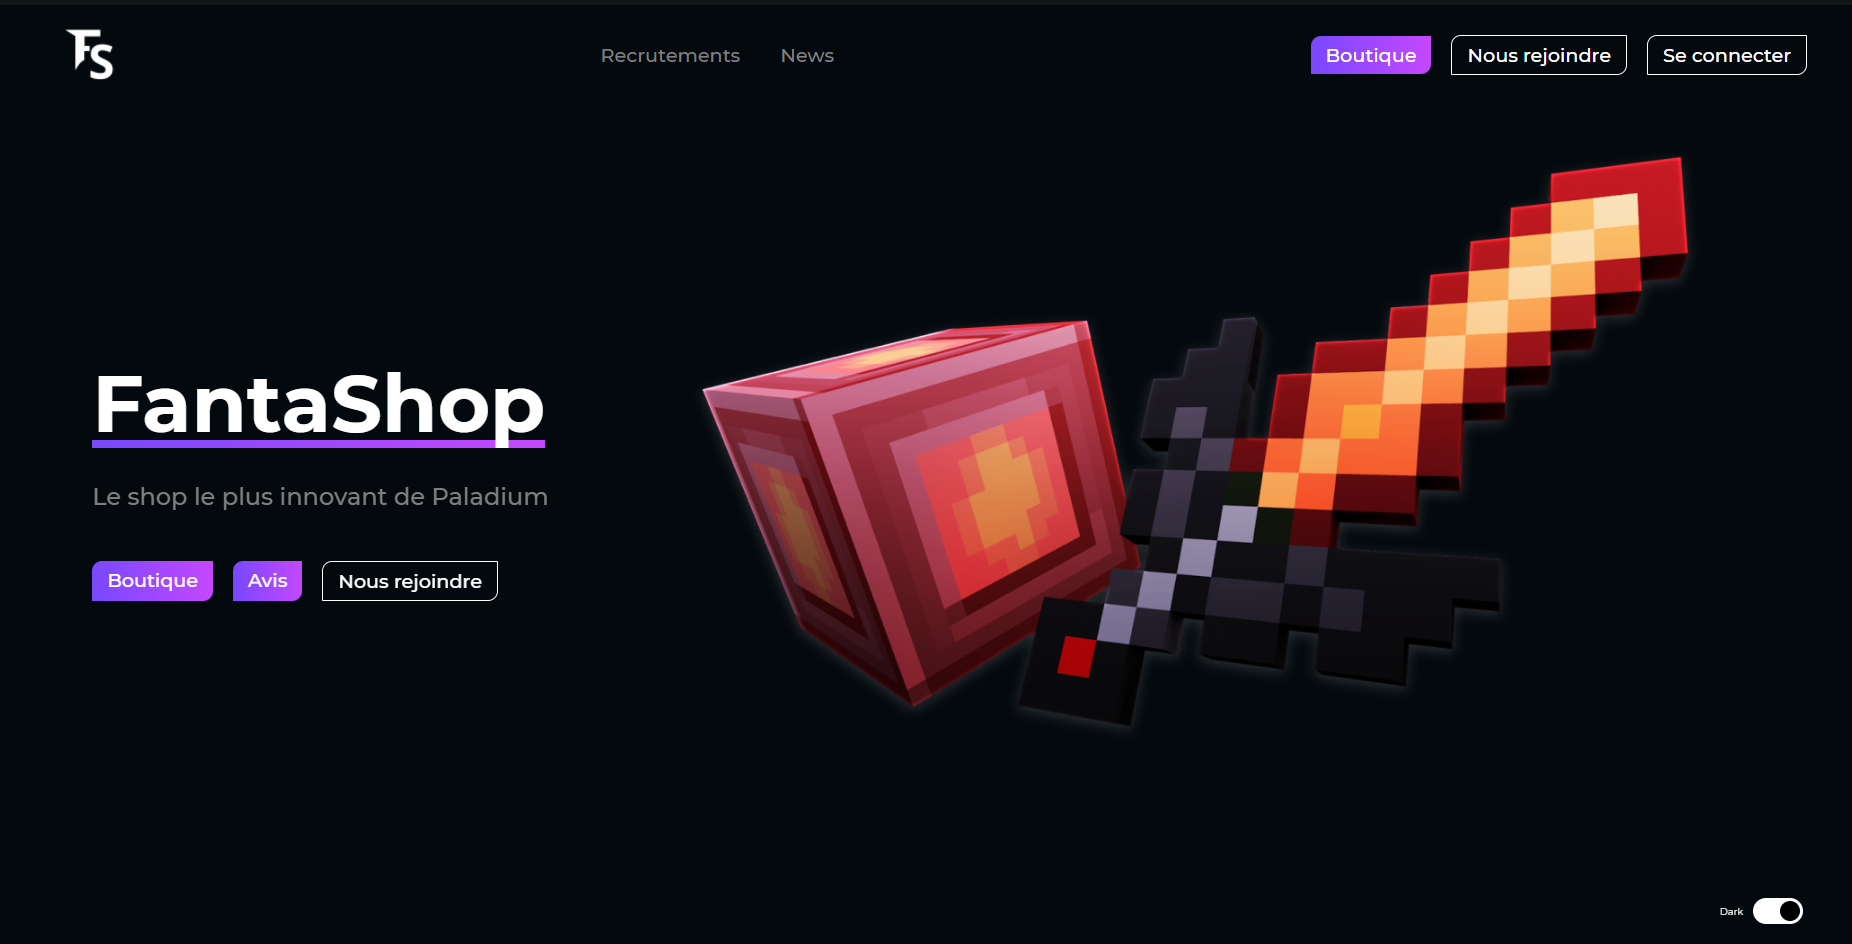 FS
Recrutements
News
Boutique
Nous rejoindre
Se connecter
FantaShop
Le shop le plus innovant de Paladium
Boutique
Avis
Nous rejoindre
Dark